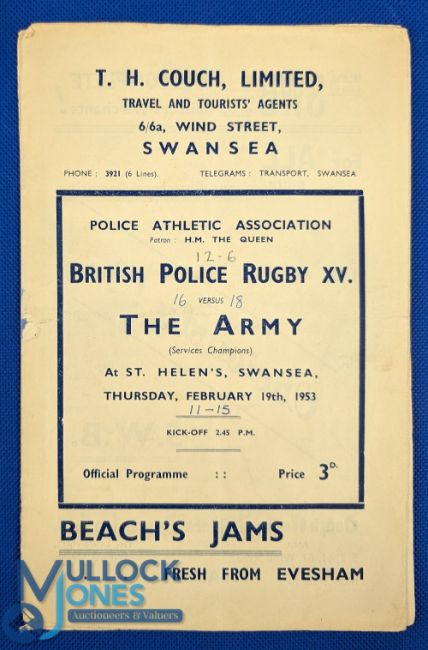 T. H. COUCH, LIMITED,
TRAVEL AND TOURISTS' AGENTS
6/6a, WIND STREET,
SWANSEA
PHONE : 3921 (6 Lines). TELEGRAMS : TRANSPORT, SWANSEA
POLICE ATHLETIC ASSOCIATION
Patron : H.M. THE QUEEN
12-6
BRITISH POLICE RUGBY XV.
16 VERSUS 18
THE ARMY
(Services Champions)
At ST. HELEN'S, SWANSEA,
THURSDAY, FEBRUARY 19th, 1953
11-15
KICK-OFF 2.45 P.M.
Official Programme :: Price 3D.
BEACH'S JAMS
FRESH FROM EVESHAM
MULLOCK
JONES
Auctioneers & Valuers